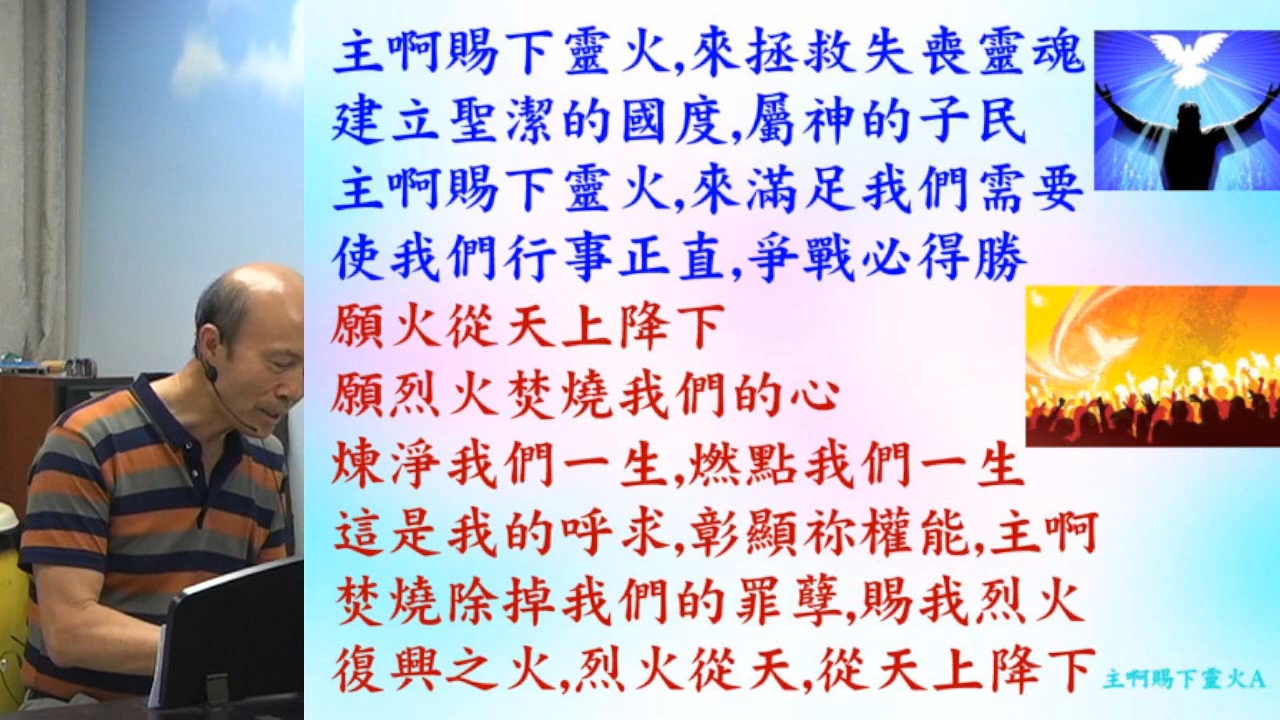 主啊賜下靈火,來拯救失喪靈魂
建立聖潔的國度,屬神的子民
主啊賜下靈火,來滿足我們需要
使我們行事正直,爭戰必得勝
願火從天上降下
願烈火焚燒我們的心
煉淨我們一生,燃點我們一生
這是我的呼求,彰顯祢權能,主啊
焚燒除掉我們的罪孽,賜我烈火
復興之火,烈火從天,從天上降下
主啊賜下靈火A